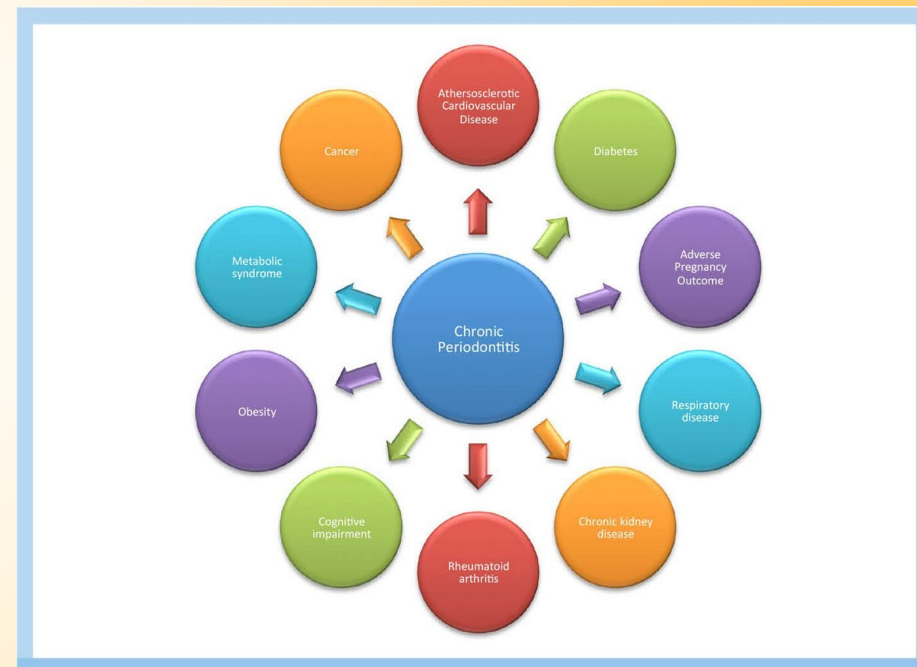 Athersosclerotic
Cardiovascular
Disease
Diabetes
Adverse
Pregnancy
Outcome
Respiratory
disease
Chronic kidney
disease
Rheumatoid
arthritis
Cognitive
impairment
Obesity
Metabolic
syndrome
Cancer
Chronic
Periodontitis